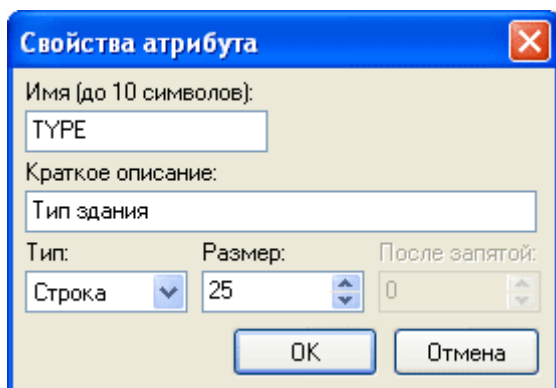 Свойства атрибута
Имя (до 10 символов):
TYPE
Краткое описание:
Тип здания
Тип: Размер: После запятой:
Строка 25 0
OK Отмена